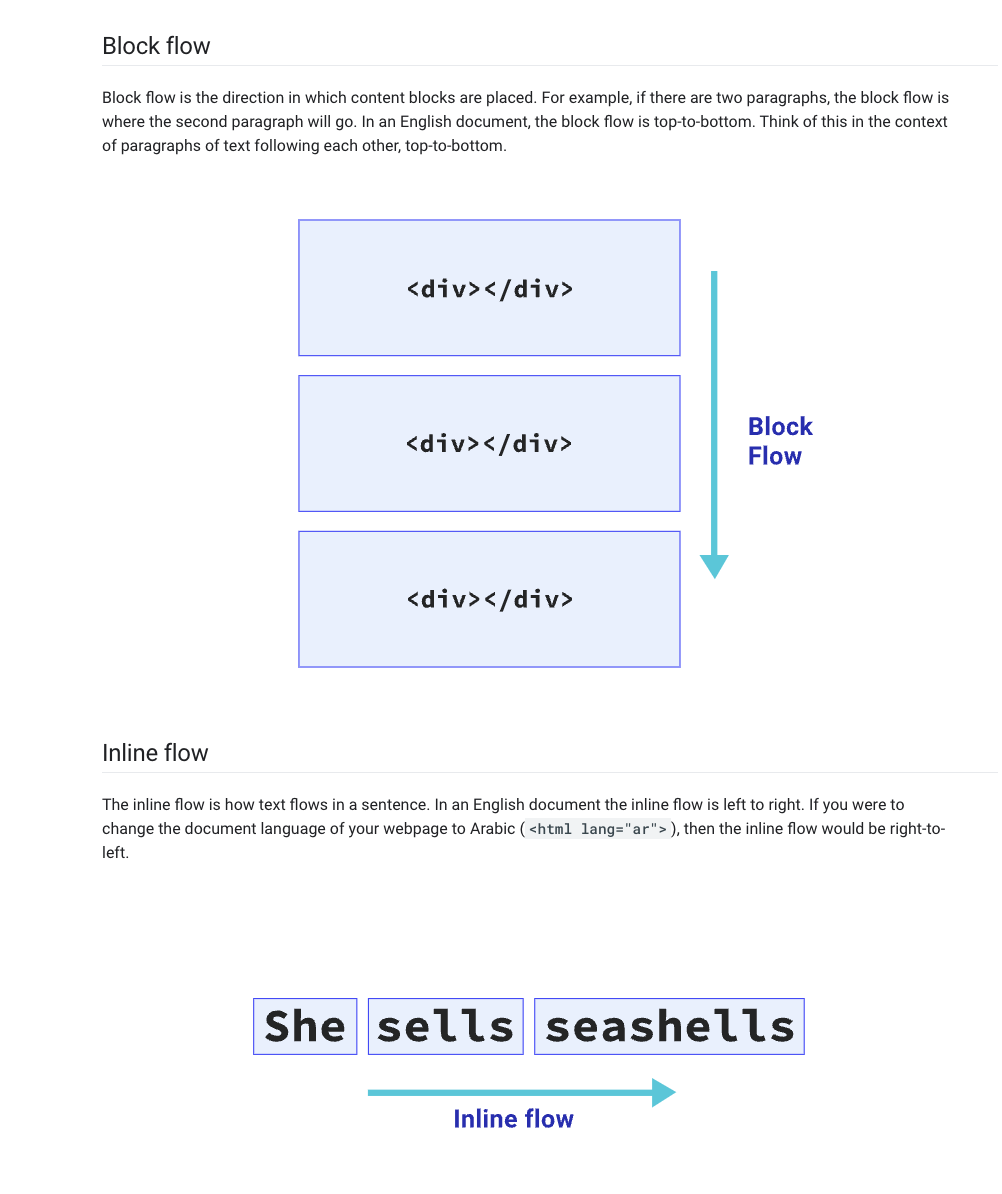 Block flow
Block flow is the direction in which content blocks are placed. For example, if there are two paragraphs, the block flow is
where the second paragraph will go. In an English document, the block flow is top-to-bottom. Think of this in the context
of paragraphs of text following each other, top-to-bottom.
<div></div>
<div></div>
Block
Flow
<div></div>
Inline flow
The inline flow is how text flows in a sentence. In an English document the inline flow is left to right. If you were to
change the document language of your webpage to Arabic ( <html lang="ar"> ), then the inline flow would be right-to-
left.
She sells seashells
Inline flow